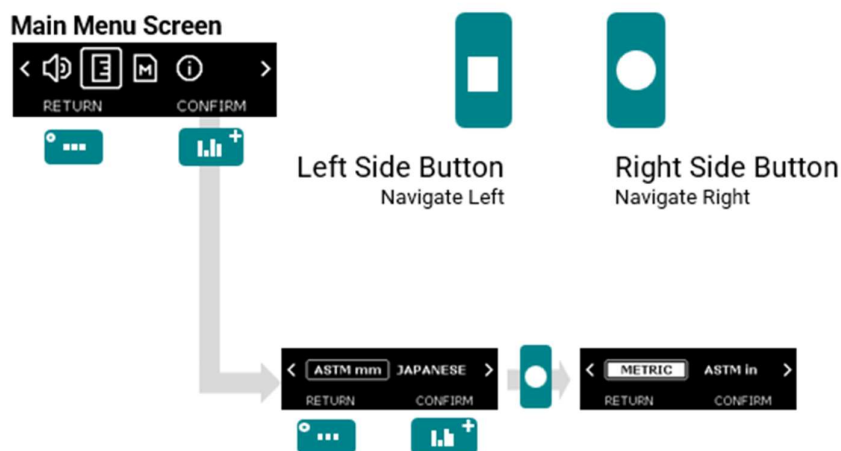 Main Menu Screen
RETURN CONFIRM
Left Side Button
Navigate Left
Right Side Button
Navigate Right
ASTM mm JAPANESE
RETURN CONFIRM
METRIC ASTM in
RETURN CONFIRM